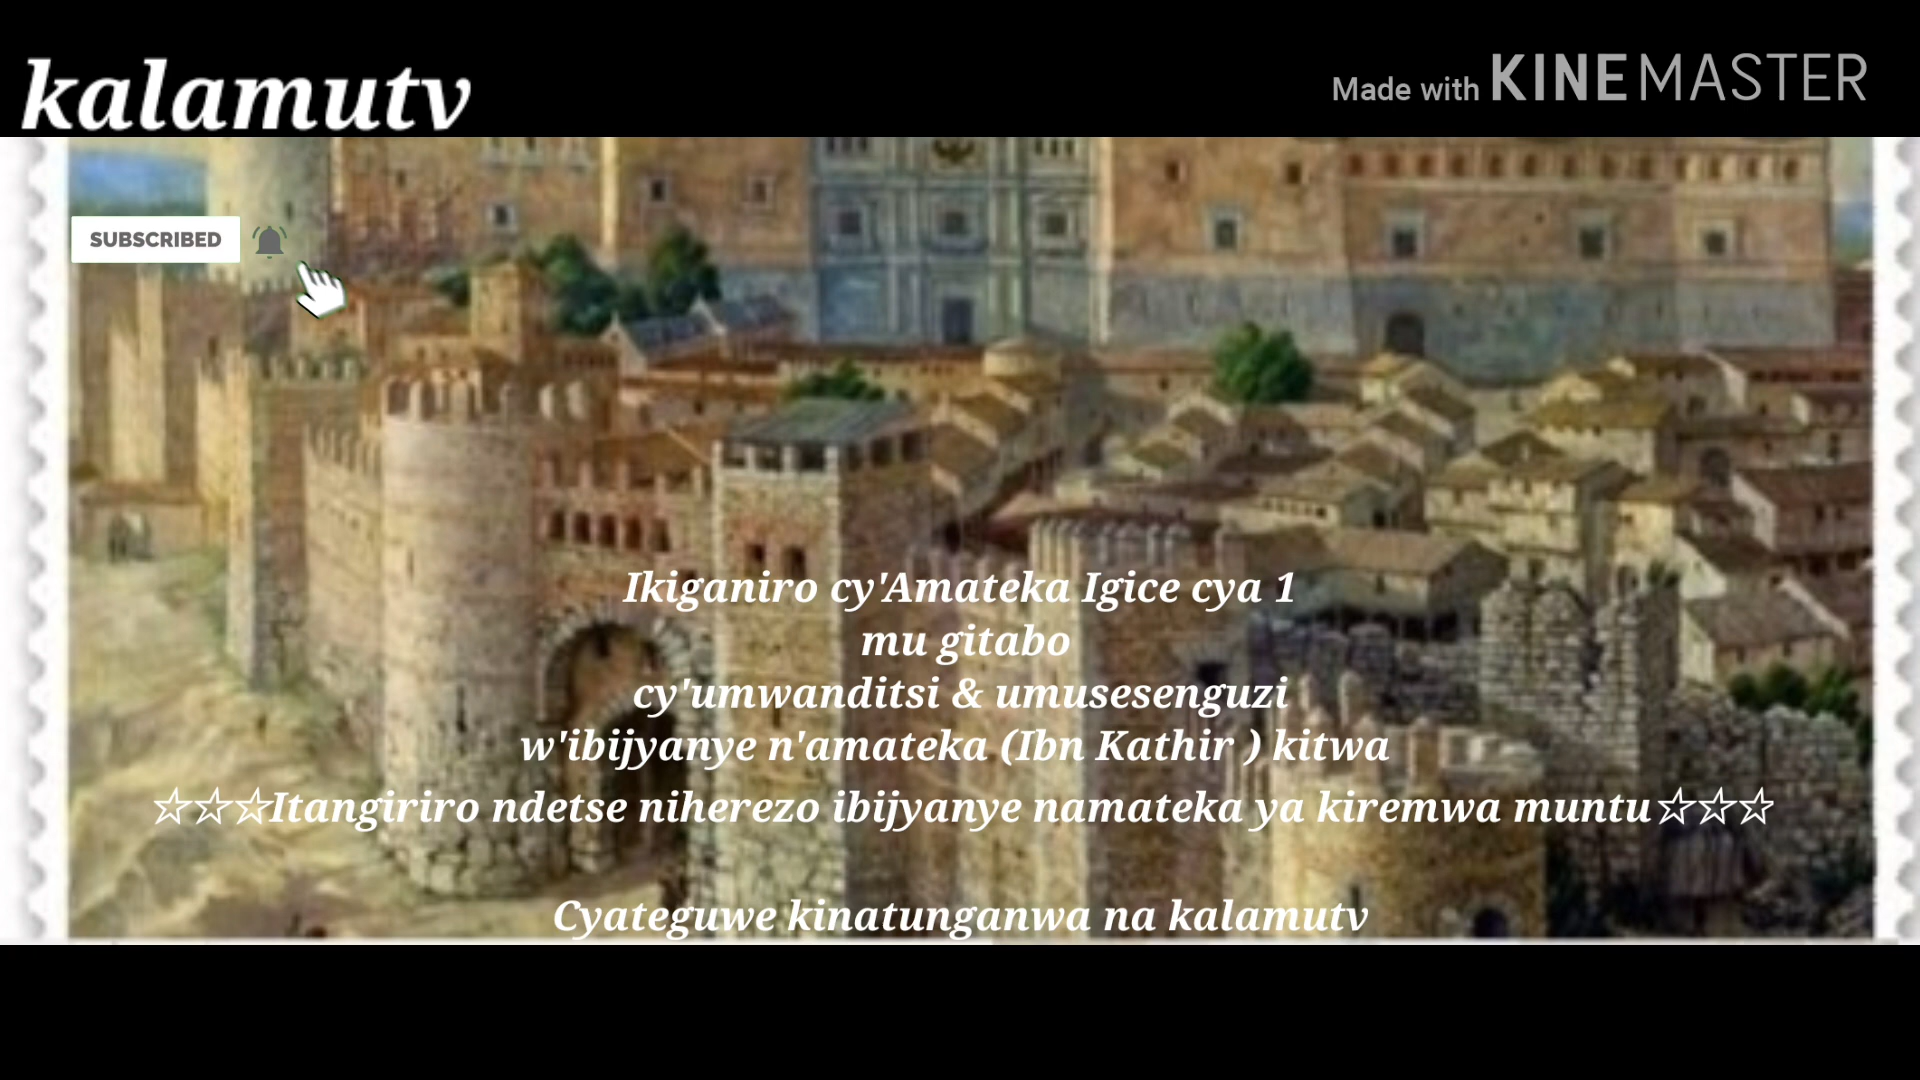 kalamutv
Made with KINEMASTER
SUBSCRIBED
Ikiganiro cy'Amateka Igice cya 1
mu gitabo
cy'umwanditsi & umusesenguzi
w'ibijyanye n'amateka (Ibn Kathir ) kitwa
☆☆☆Itangiriro ndetse niherezo ibijyanye namateka ya kiremwa muntu☆☆☆
Cyateguwe kinatunganwa na kalamutv